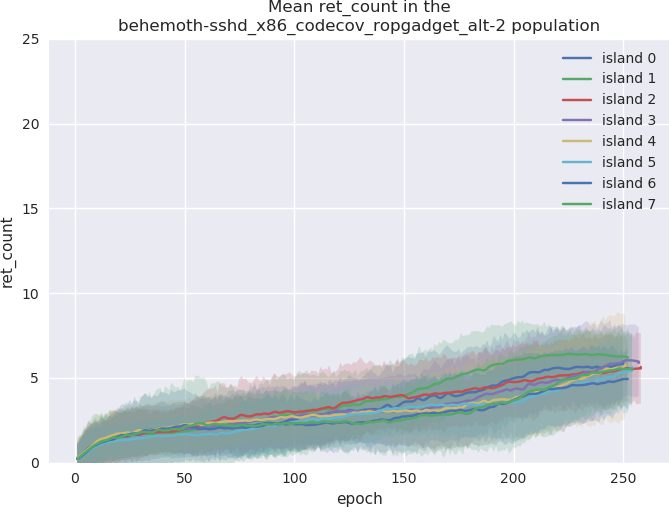 Mean ret_count in the
behemoth-sshd_x86_codecov_ropgadget_alt-2 population
25
20
15
10
5
0
ret_count
island 0
island 1
island 2
island 3
island 4
island 5
island 6
island 7
0
50
100
150
200
250
epoch